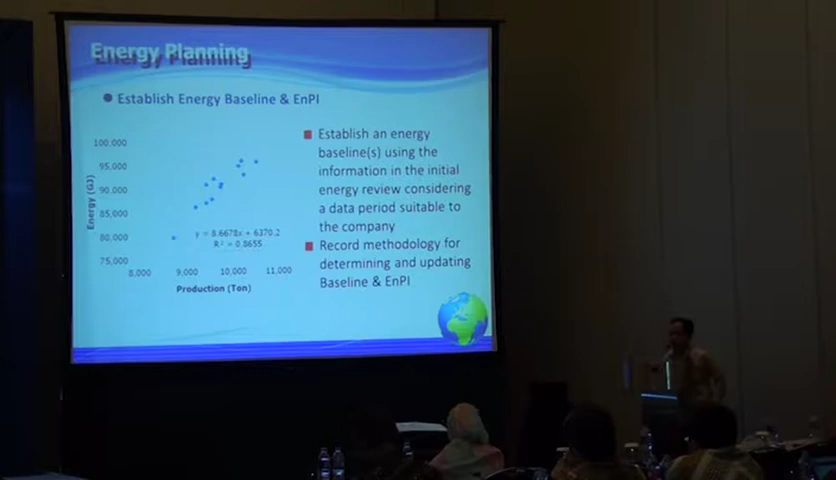 Energy Planning
Establish Energy Baseline & EnPI
100,000
95,000
90,000
85,000
80,000
75,000
Energy (GJ)
8,000 9,000 10,000 11,000
Production (Ton)
y = 8.6678x + 6370.2
R² = 0.8655
Establish an energy
baseline(s) using the
information in the initial
energy review considering
a data period suitable to
the company
Record methodology for
determining and updating
Baseline & EnPI